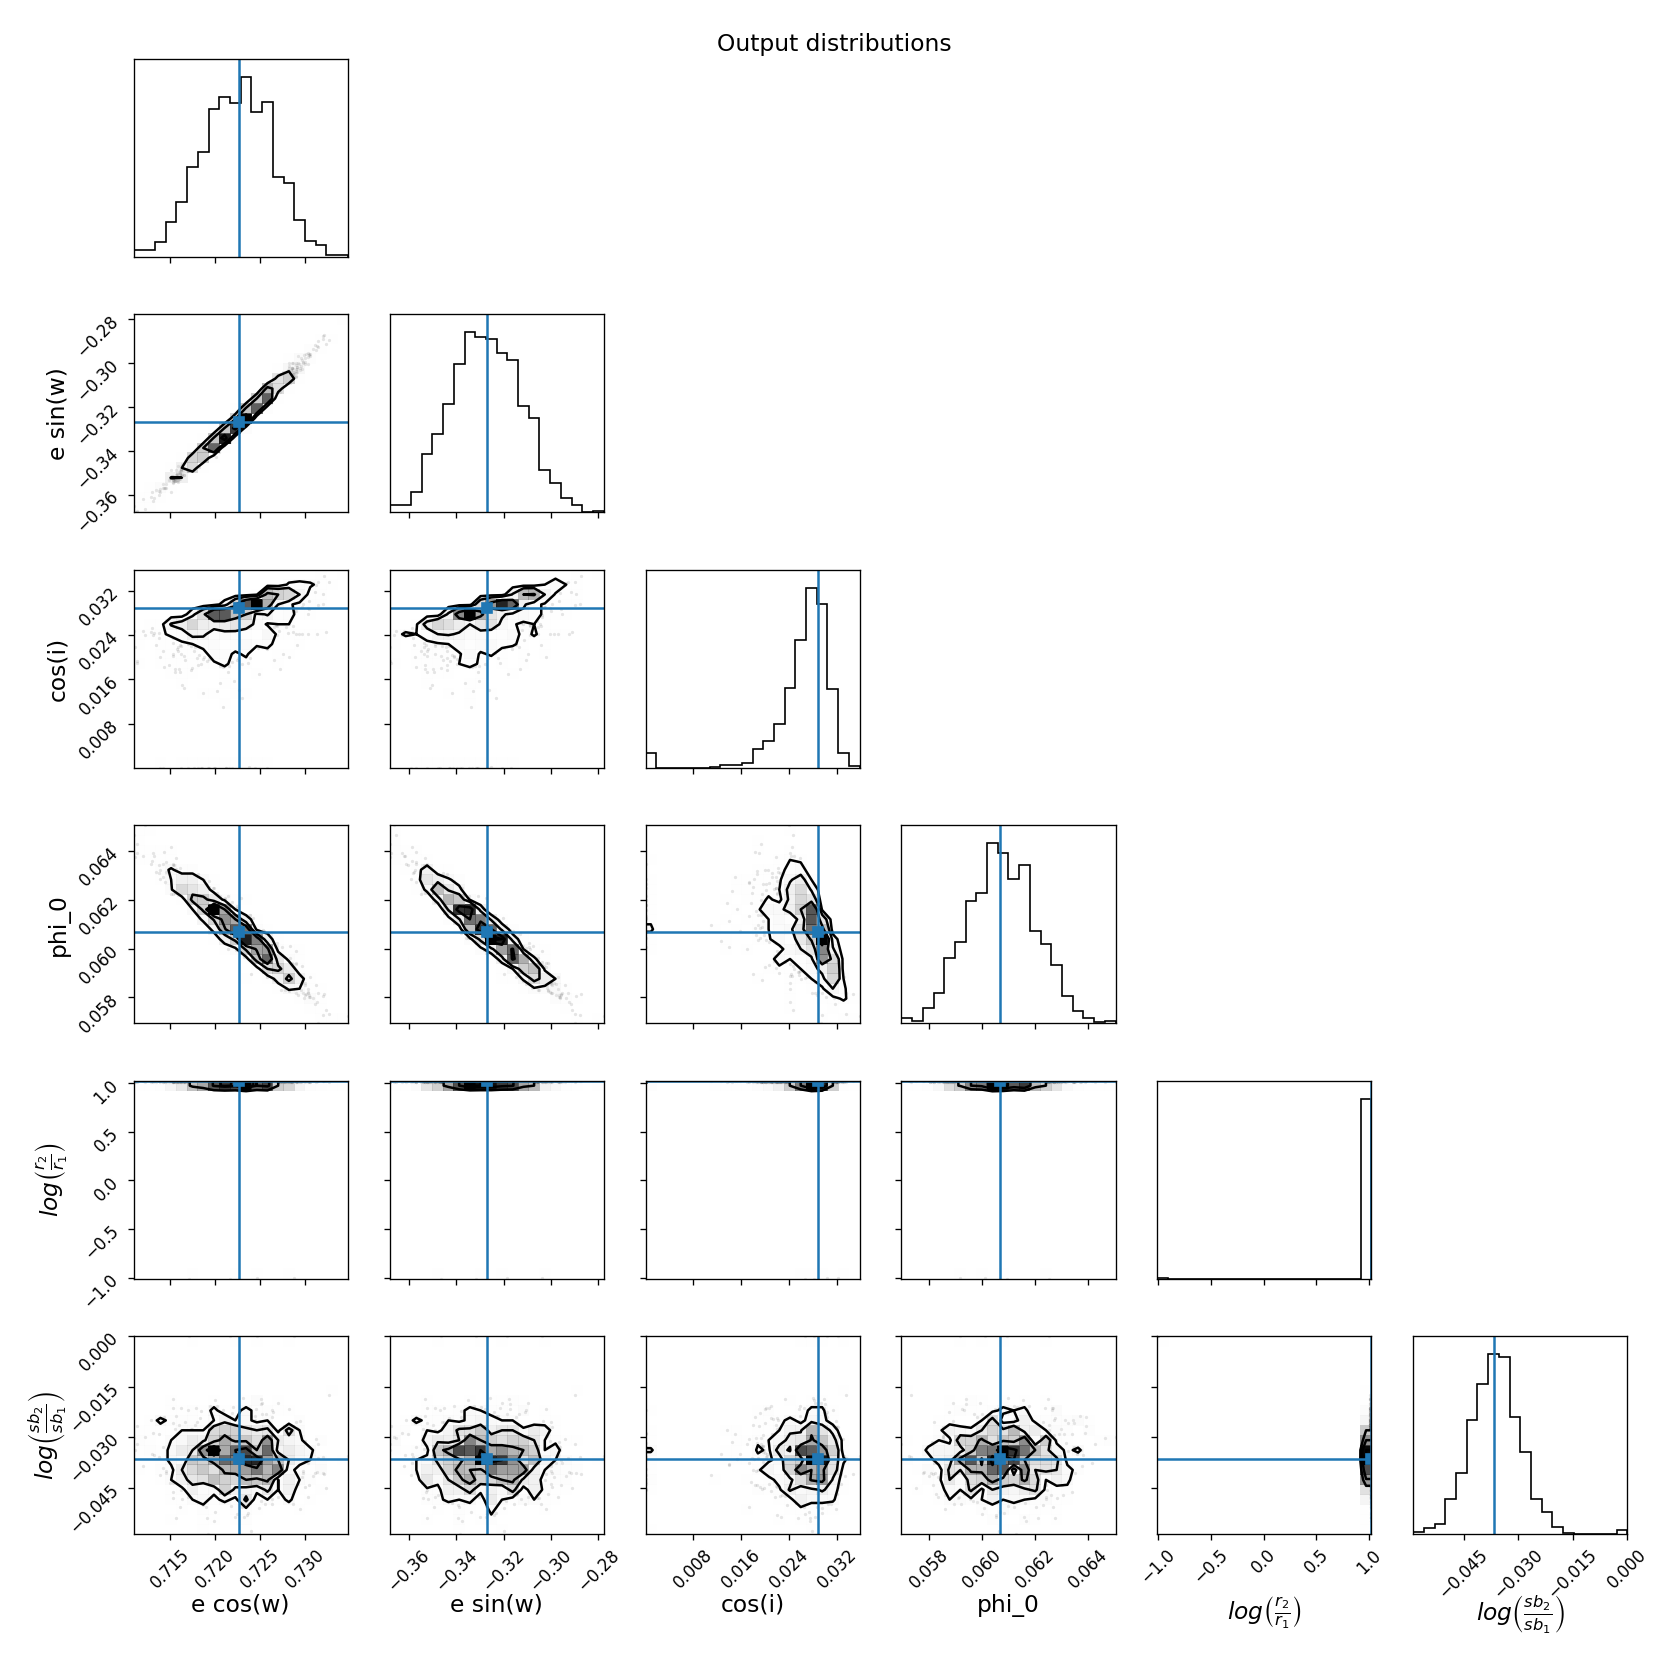 Output distributions
e sin(w)
−0.28
−0.30
−0.32
−0.34
−0.36
cos(i)
0.032
0.024
0.016
0.008
phi_0
0.064
0.062
0.060
0.058
log(r₂/r₁)
1.0
0.5
0.0
−0.5
−1.0
log(sb₂/sb₁)
0.000
−0.015
−0.030
−0.045
0.715 0.720 0.725 0.730
−0.36 −0.34 −0.32 −0.30 −0.28
0.008 0.016 0.024 0.032
0.058 0.060 0.062 0.064
−1.0 −0.5 0.0 0.5 1.0
−0.045 −0.030 −0.015 0.000
e cos(w)
e sin(w)
cos(i)
phi_0
log(r₂/r₁)
log(sb₂/sb₁)